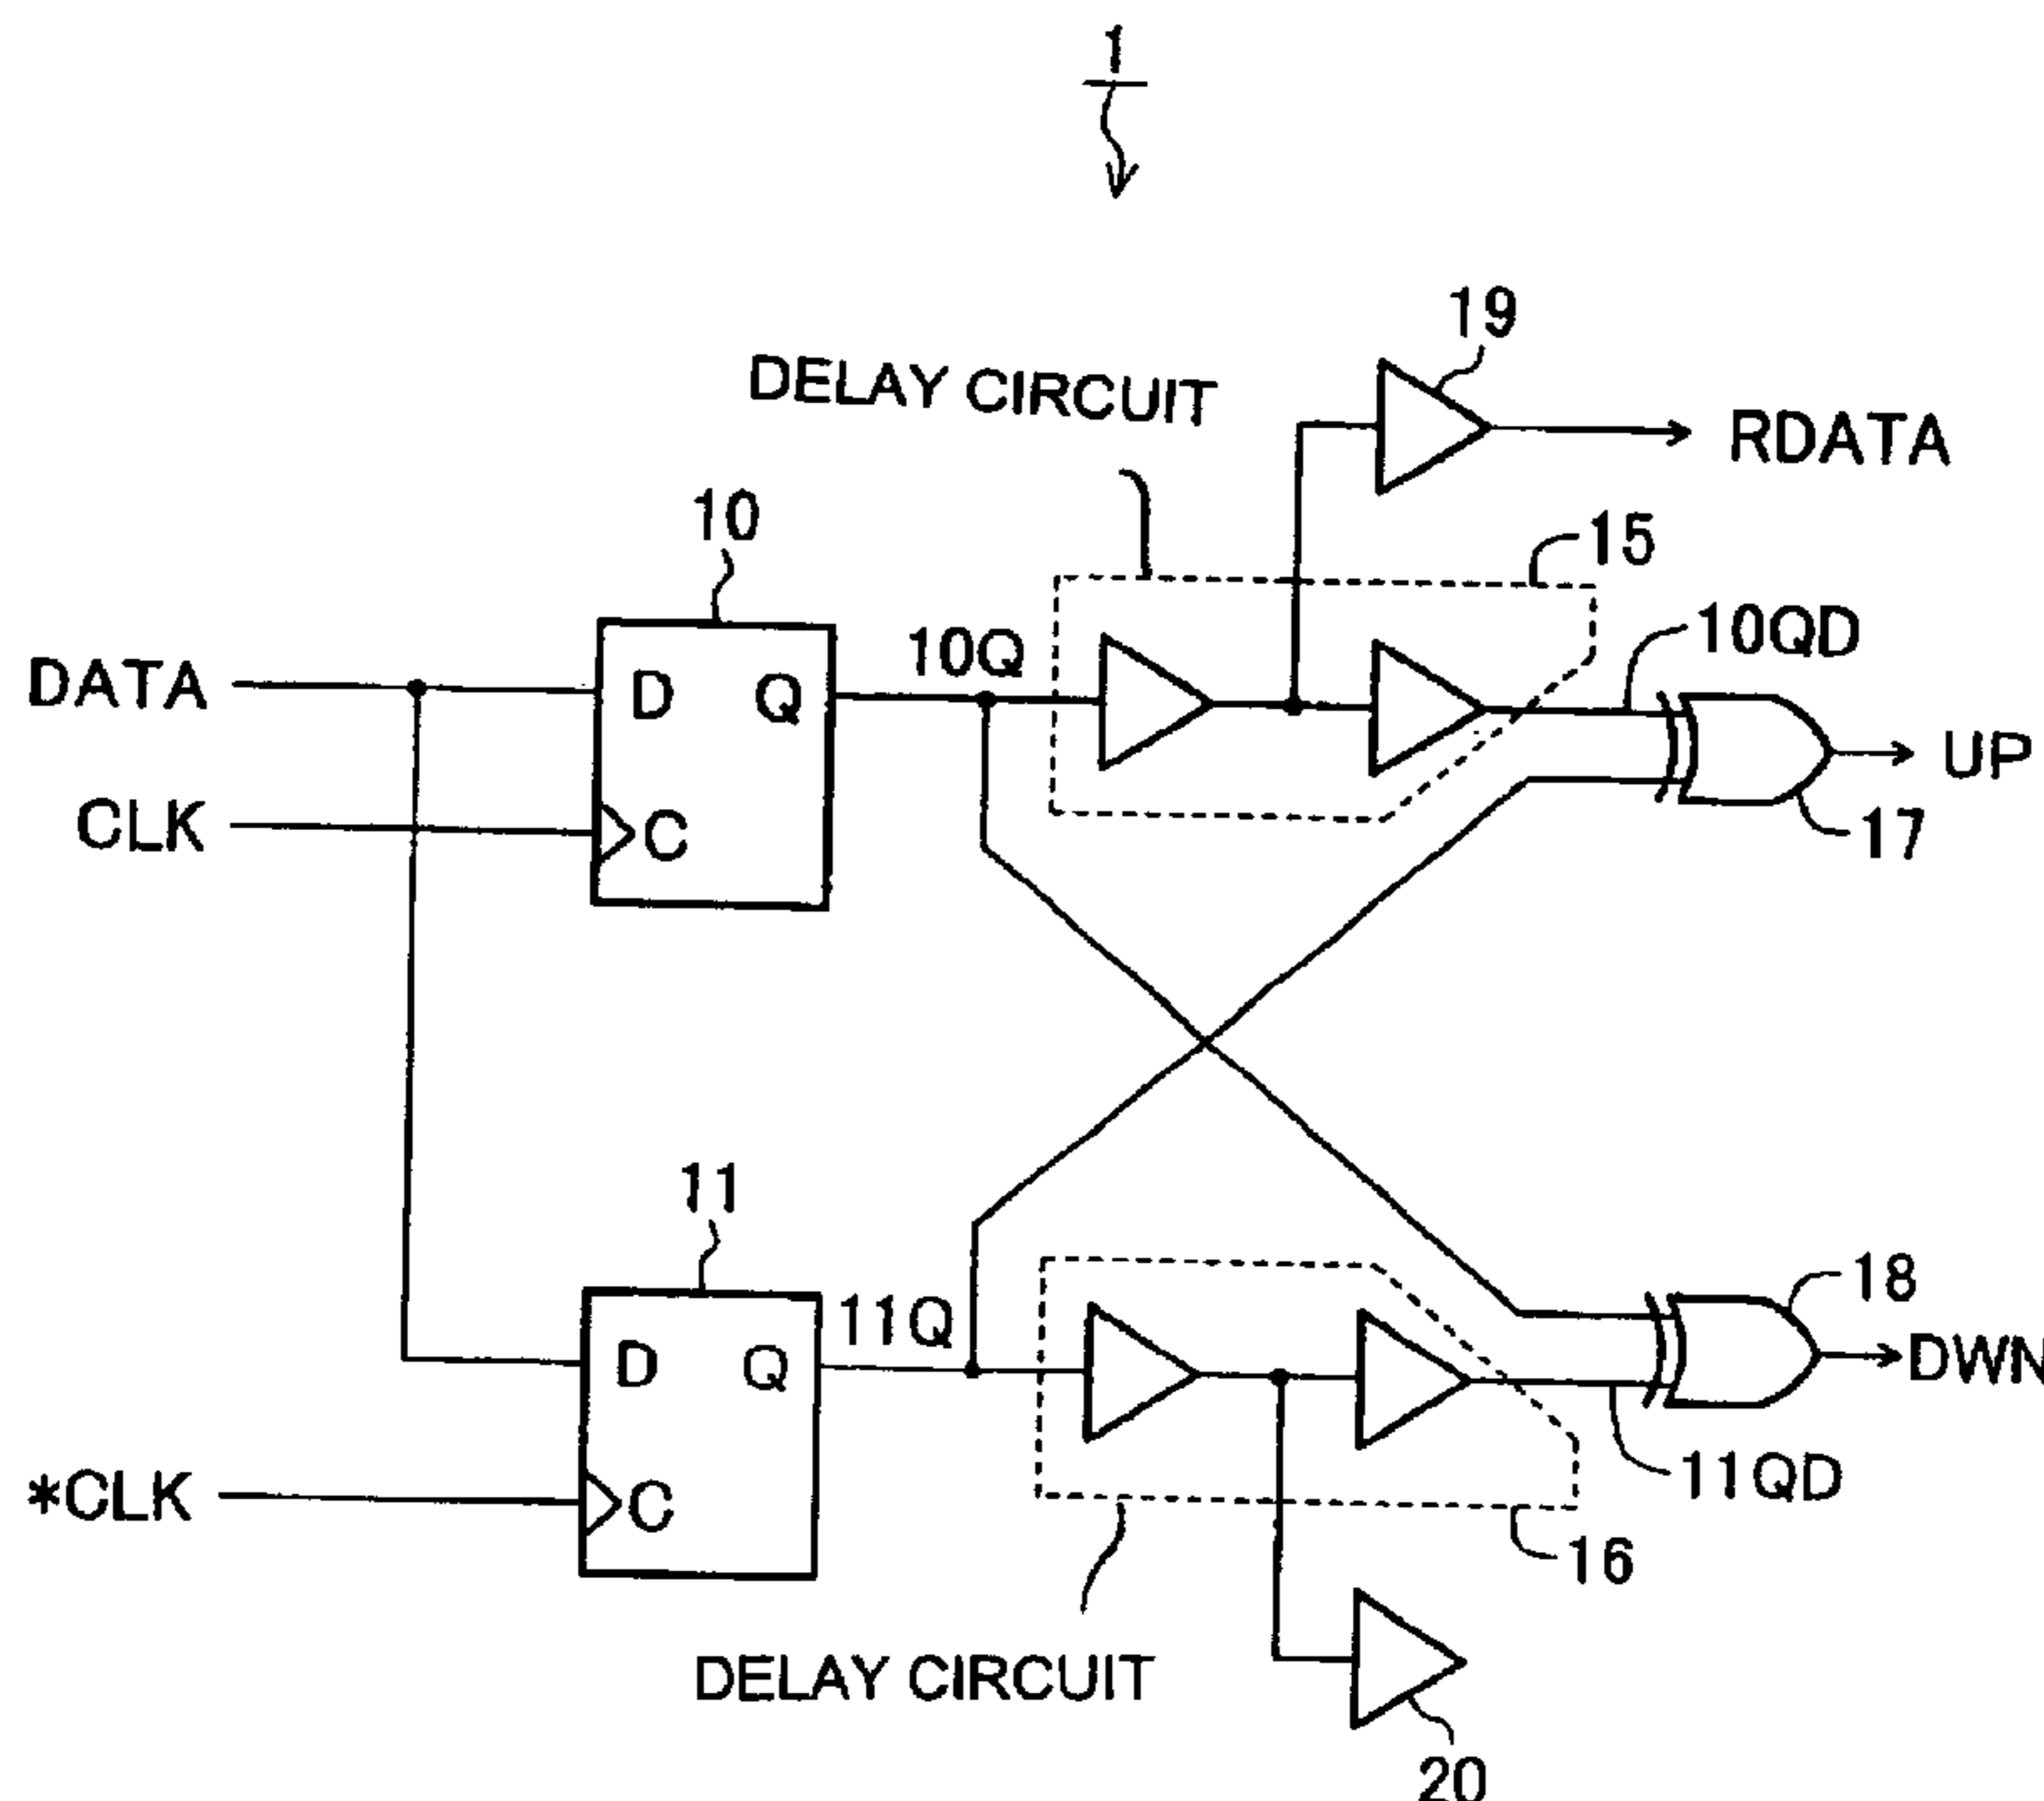 1
19
DELAY CIRCUIT
RDATA
10
15
10Q
10QD
DATA
D
Q
UP
CLK
C
17
11
18
11Q
D
Q
DWN
11QD
*CLK
C
16
DELAY CIRCUIT
20